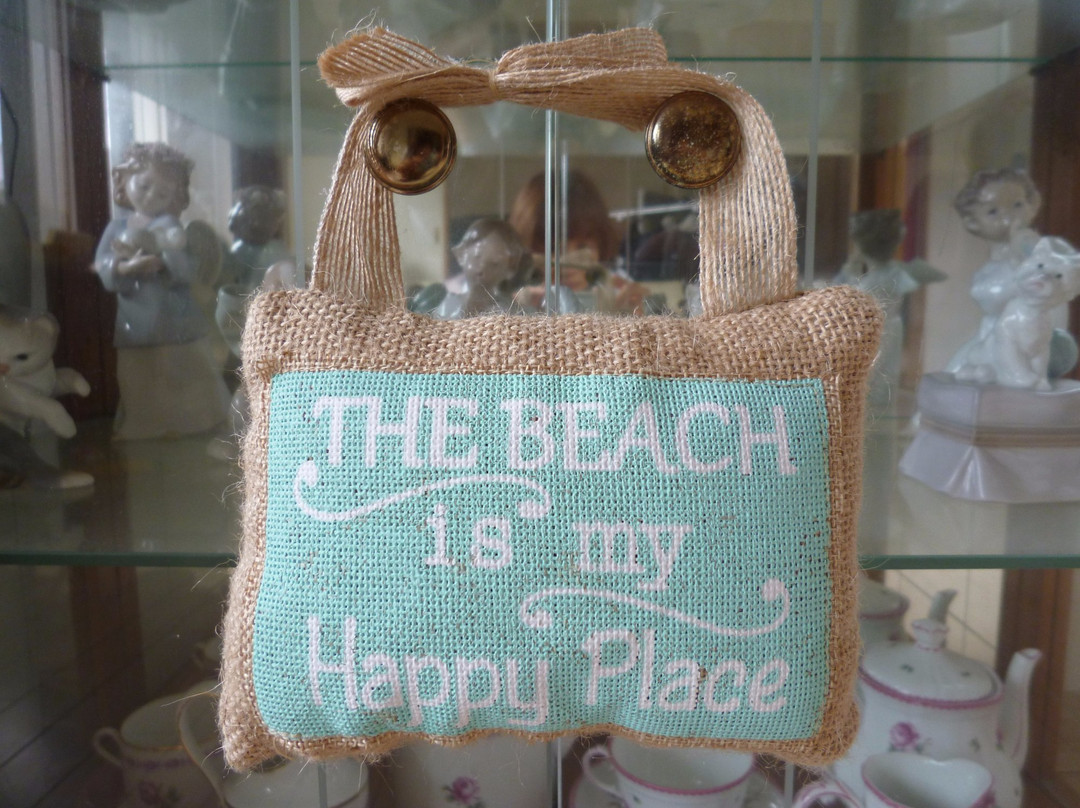 THE BEACH
is my
Happy Place